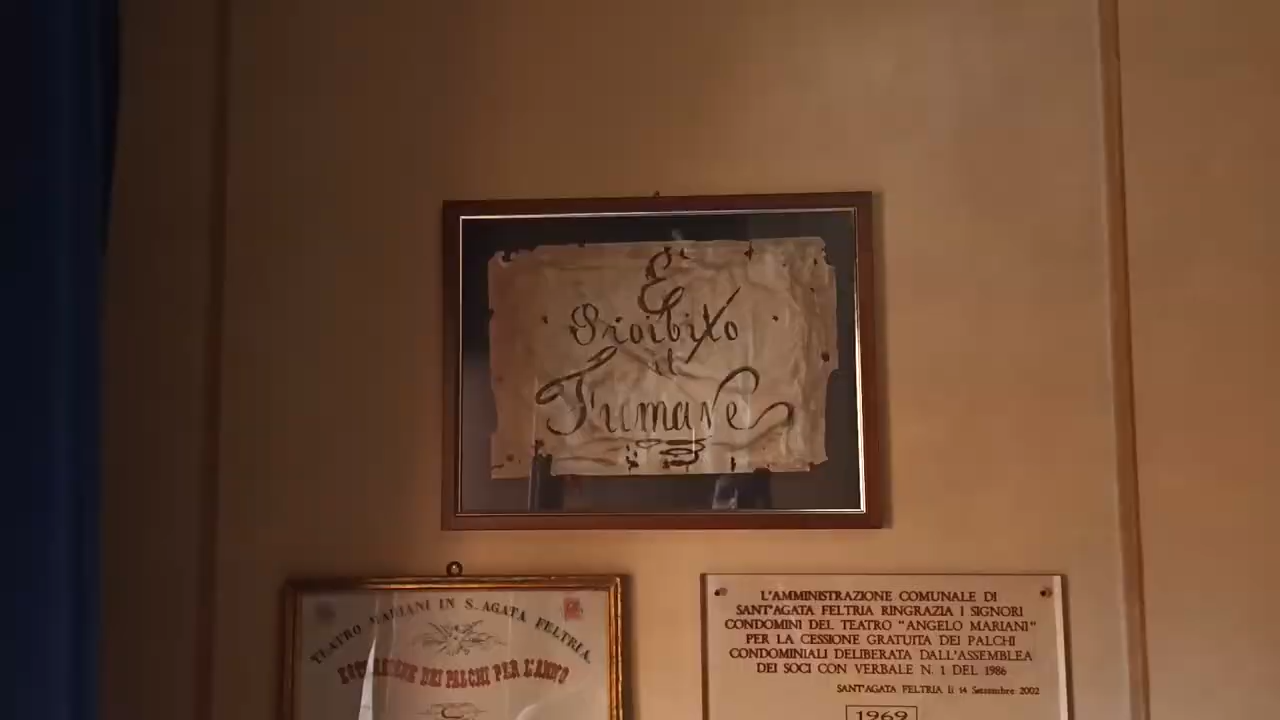 È
Proibito
il
Fumare
TEATRO MARIANI IN S. AGATA FELTRIA.
DEI PALCHI PER L'ANNO
L'AMMINISTRAZIONE COMUNALE DI
SANT'AGATA FELTRIA RINGRAZIA I SIGNORI
CONDOMINI DEL TEATRO "ANGELO MARIANI"
PER LA CESSIONE GRATUITA DEI PALCHI
CONDOMINIALI DELIBERATA DALL'ASSEMBLEA
DEI SOCI CON VERBALE N. 1 DEL 1986
SANT'AGATA FELTRIA li 14 Settembre 2002
1969